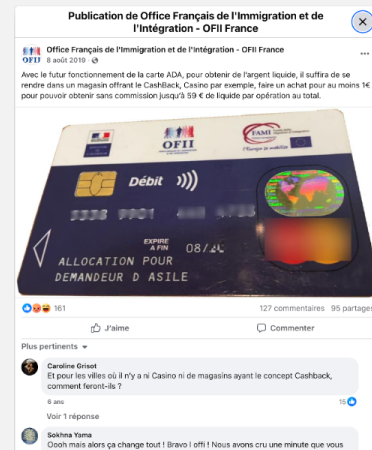 Publication de Office Français de l'Immigration et de
l'Intégration - OFII France
Office Français de l'Immigration et de l'Intégration - OFII France
8 août 2019
OFII
Avec le futur fonctionnement de la carte ADA, pour obtenir de l'argent liquide, il suffira de se
rendre dans un magasin offrant le CashBack, Casino par exemple, faire un achat pour au moins 1€
pour pouvoir obtenir sans commission jusqu'à 59 € de liquide par opération au total.
OFII
FAMI
Débit
EXPIRE
A FIN
08/2
ALLOCATION POUR
DEMANDEUR D ASILE
161
127 commentaires 95 partages
J'aime
Commenter
Plus pertinents
Caroline Grisot
Et pour les villes où il n'y a ni Casino ni de magasins ayant le concept Cashback,
comment feront-ils ?
6 ans
15
Voir 1 réponse
Sokhna Yama
Oooh mais alors ça change tout ! Bravo l offi ! Nous avons cru une minute que vous